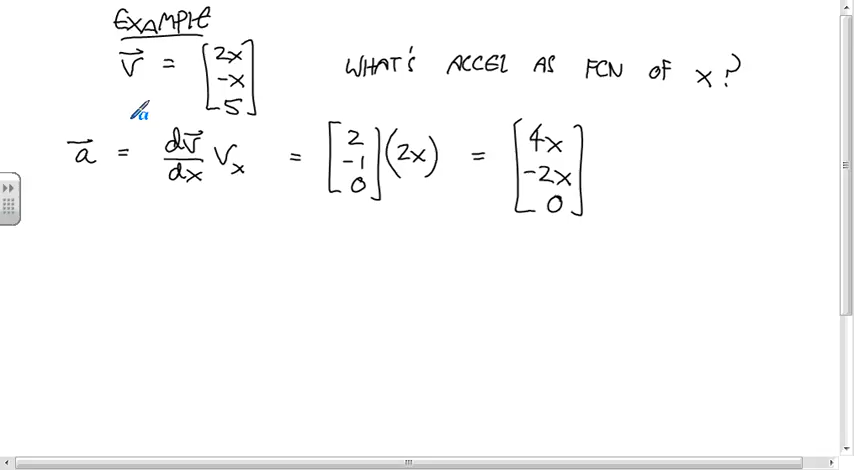 EXAMPLE
v⃗ = [2x -x 5] WHAT'S ACCEL AS FCN OF x?
a⃗ = dv⃗/dx Vx = [2 -1 0](2x) = [4x -2x 0]